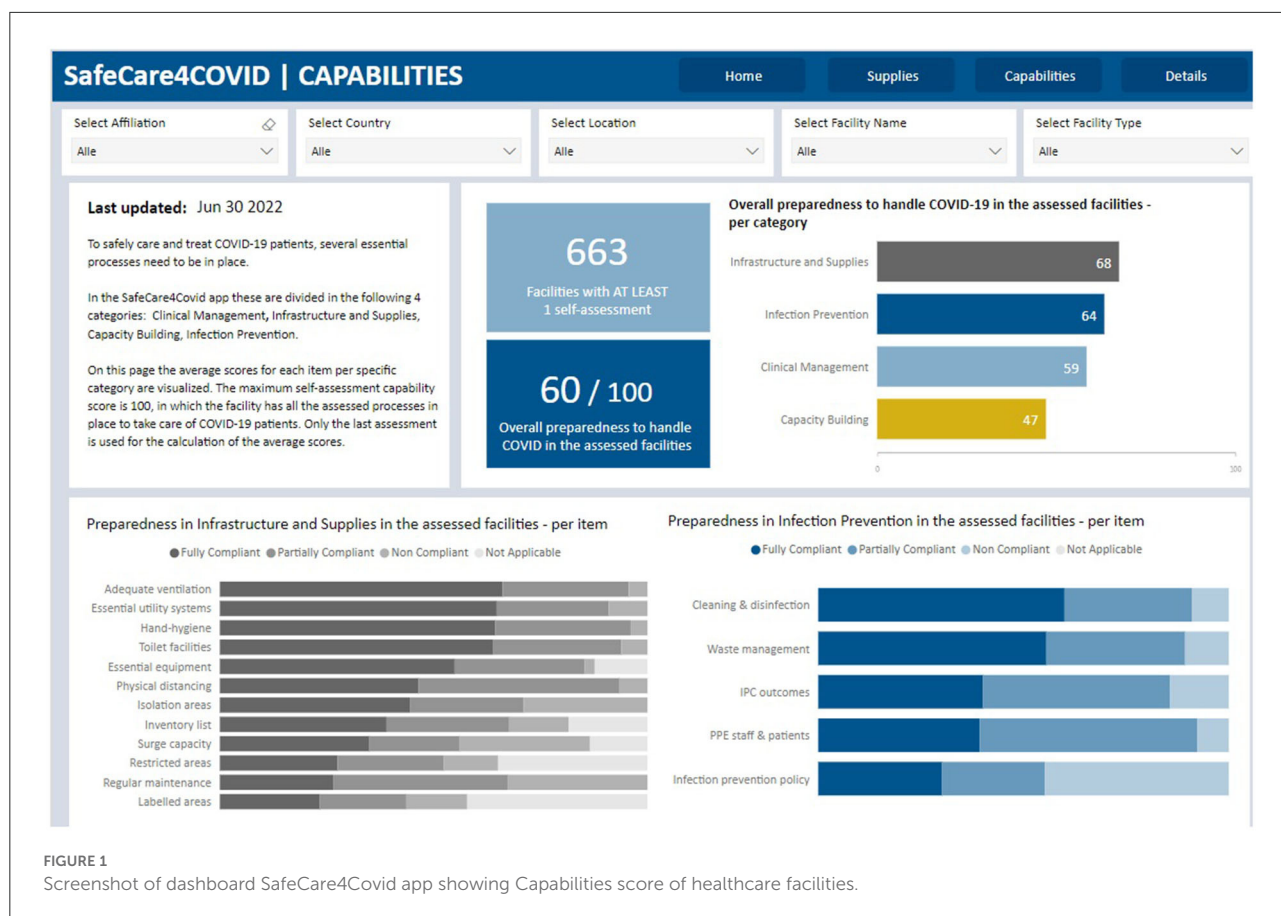 SafeCare4COVID | CAPABILITIES
Home
Supplies
Capabilities
Details
Select Affiliation
Alle
Select Country
Alle
Select Location
Alle
Select Facility Name
Alle
Select Facility Type
Alle
Last updated: Jun 30 2022
To safely care and treat COVID-19 patients, several essential
processes need to be in place.
In the SafeCare4Covid app these are divided in the following 4
categories: Clinical Management, Infrastructure and Supplies,
Capacity Building, Infection Prevention.
On this page the average scores for each item per specific
category are visualized. The maximum self-assessment capability
score is 100, in which the facility has all the assessed processes in
place to take care of COVID-19 patients. Only the last assessment
is used for the calculation of the average scores.
663
Facilities with AT LEAST
1 self-assessment
60 / 100
Overall preparedness to handle
COVID in the assessed facilities
Overall preparedness to handle COVID-19 in the assessed facilities -
per category
Infrastructure and Supplies 68
Infection Prevention 64
Clinical Management 59
Capacity Building 47
0 100
Preparedness in Infrastructure and Supplies in the assessed facilities - per item
Fully Compliant Partially Compliant Non Compliant Not Applicable
Adequate ventilation
Essential utility systems
Hand-hygiene
Toilet facilities
Essential equipment
Physical distancing
Isolation areas
Inventory list
Surge capacity
Restricted areas
Regular maintenance
Labelled areas
Preparedness in Infection Prevention in the assessed facilities - per item
Fully Compliant Partially Compliant Non Compliant Not Applicable
Cleaning & disinfection
Waste management
IPC outcomes
PPE staff & patients
Infection prevention policy
FIGURE 1
Screenshot of dashboard SafeCare4Covid app showing Capabilities score of healthcare facilities.